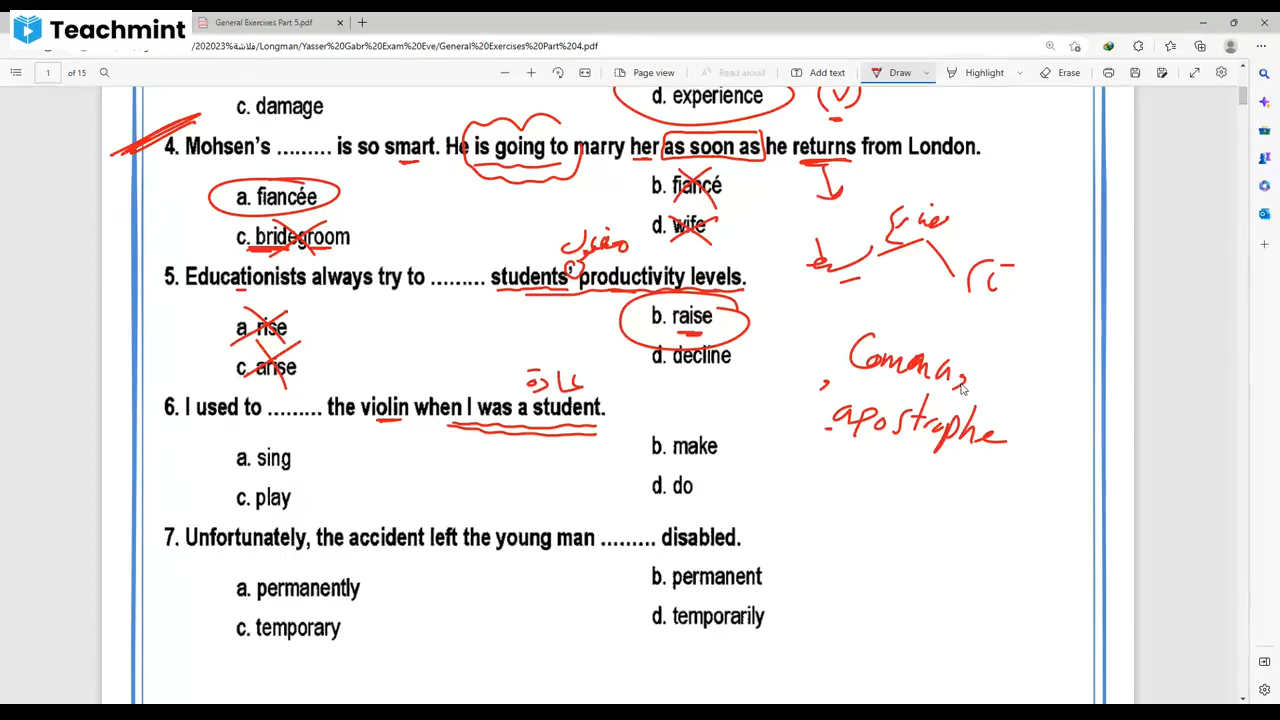 Teachmint
General Exercises Part 5.pdf
/202023%فلاشة/Longman/Yasser%20Gabr%20Exam%20Eve/General%20Exercises%20Part%204.pdf
1 of 15
Page view
Read aloud
Add text
Draw
Highlight
Erase
c. damage
d. experience (v)
4. Mohsen's ......... is so smart. He is going to marry her as soon as he returns from London.
a. fiancée
b. fiancé
c. bridegroom
d. wife
5. Educationists always try to ......... students' productivity levels.
a. rise
b. raise
c. arise
d. decline
Comma,
, apostrophe
عادة
6. I used to ......... the violin when I was a student.
a. sing
b. make
c. play
d. do
7. Unfortunately, the accident left the young man ......... disabled.
a. permanently
b. permanent
c. temporary
d. temporarily